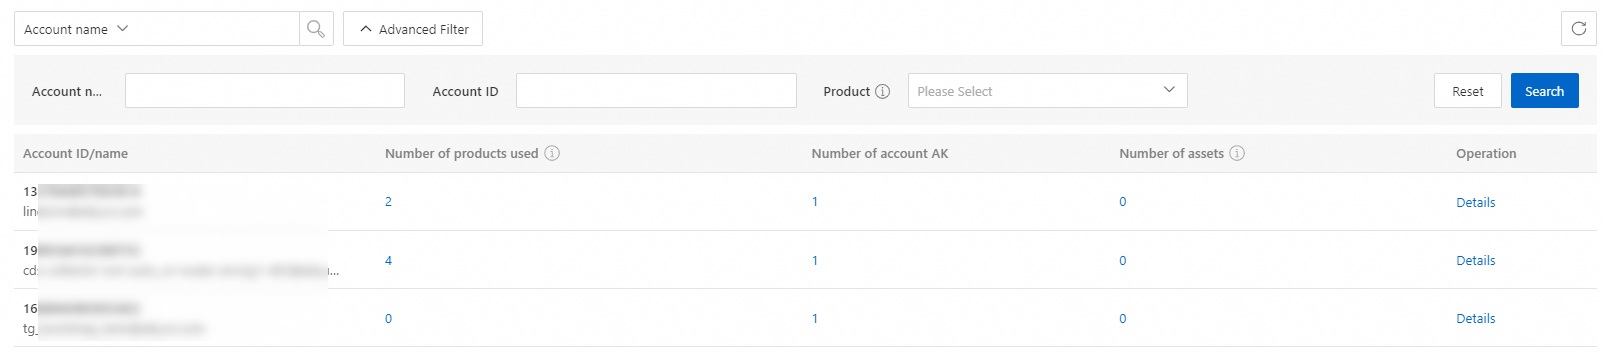 Account name Advanced Filter
Account n... Account ID Product Please Select Reset Search
Account ID/name Number of products used Number of account AK Number of assets Operation
13
lin
2 1 0 Details
19
cd ...
4 1 0 Details
16
tg_
0 1 0 Details